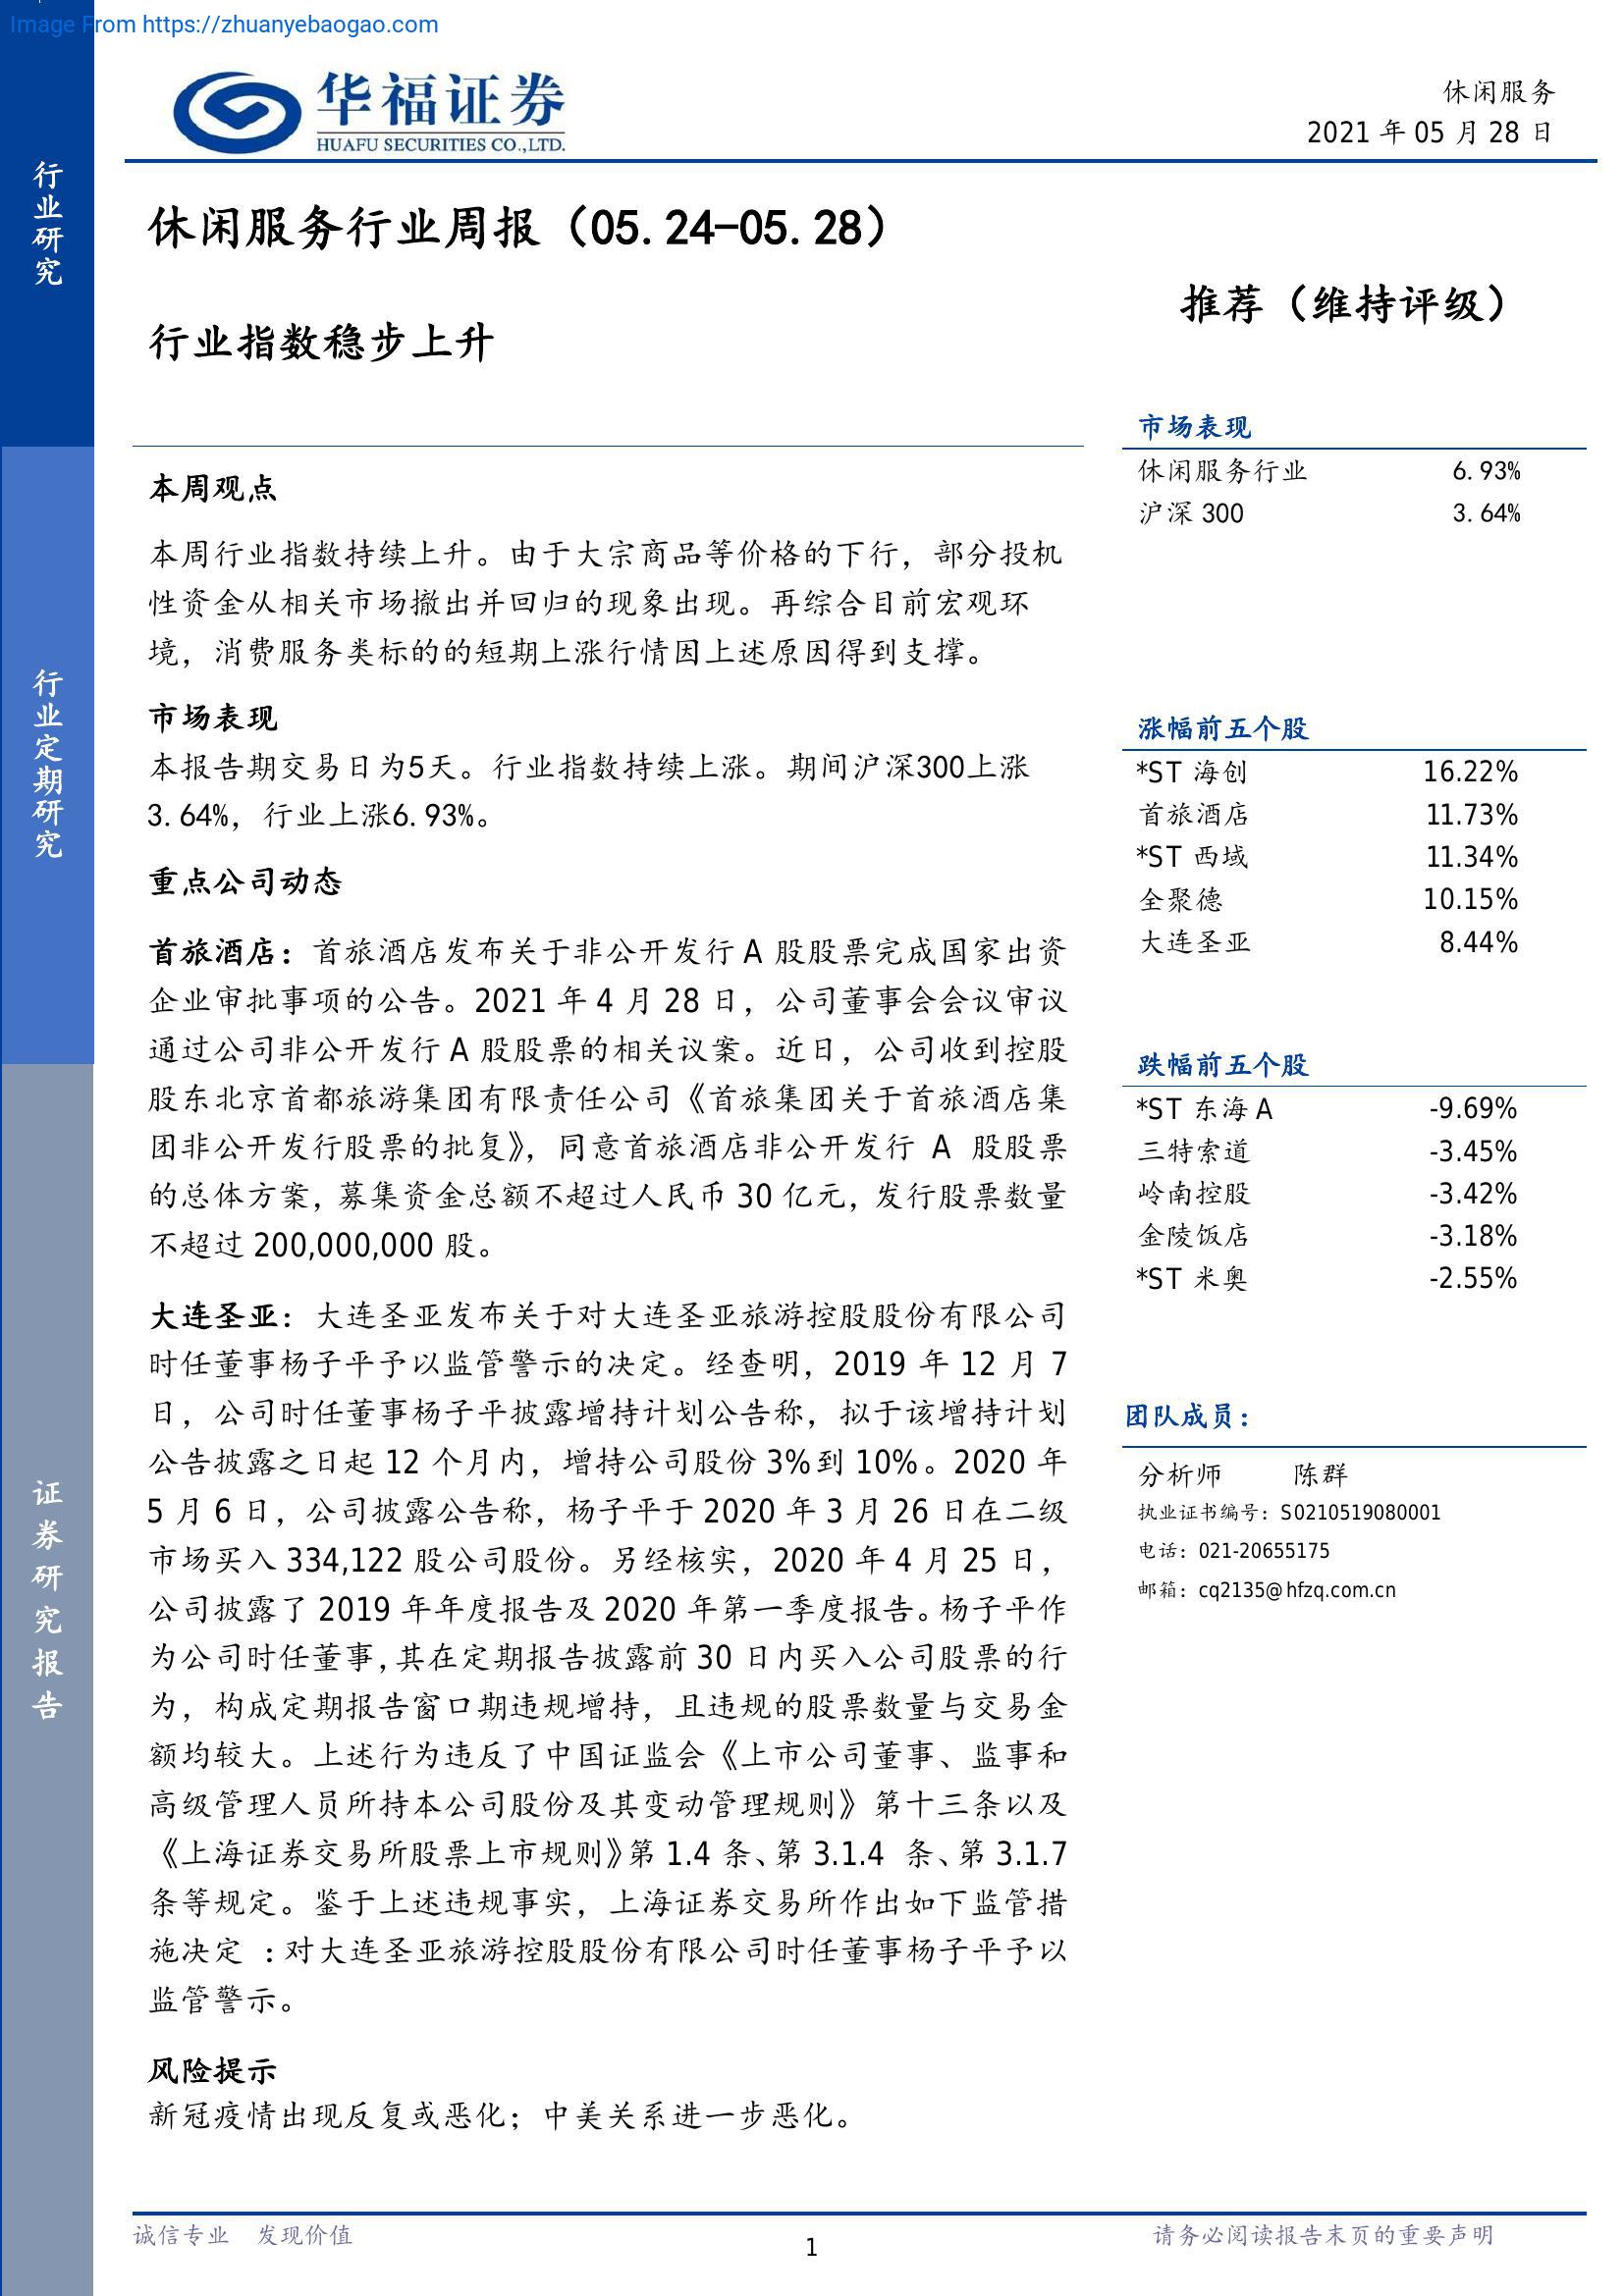 Image From https://zhuanyebaogao.com
华福证券
HUAFU SECURITIES CO.,LTD.
休闲服务
2021 年 05 月 28 日
行业研究
行业定期研究
证券研究报告
休闲服务行业周报（05.24-05.28）
行业指数稳步上升
推荐（维持评级）
本周观点
本周行业指数持续上升。由于大宗商品等价格的下行，部分投机
性资金从相关市场撤出并回归的现象出现。再综合目前宏观环
境，消费服务类标的的短期上涨行情因上述原因得到支撑。
市场表现
本报告期交易日为5天。行业指数持续上涨。期间沪深300上涨
3.64%，行业上涨6.93%。
重点公司动态
首旅酒店：首旅酒店发布关于非公开发行 A 股股票完成国家出资
企业审批事项的公告。2021 年 4 月 28 日，公司董事会会议审议
通过公司非公开发行 A 股股票的相关议案。近日，公司收到控股
股东北京首都旅游集团有限责任公司《首旅集团关于首旅酒店集
团非公开发行股票的批复》，同意首旅酒店非公开发行 A 股股票
的总体方案，募集资金总额不超过人民币 30 亿元，发行股票数量
不超过 200,000,000 股。
大连圣亚：大连圣亚发布关于对大连圣亚旅游控股股份有限公司
时任董事杨子平予以监管警示的决定。经查明，2019 年 12 月 7
日，公司时任董事杨子平披露增持计划公告称，拟于该增持计划
公告披露之日起 12 个月内，增持公司股份 3%到 10%。2020 年
5 月 6 日，公司披露公告称，杨子平于 2020 年 3 月 26 日在二级
市场买入 334,122 股公司股份。另经核实，2020 年 4 月 25 日，
公司披露了 2019 年年度报告及 2020 年第一季度报告。杨子平作
为公司时任董事,其在定期报告披露前 30 日内买入公司股票的行
为，构成定期报告窗口期违规增持，且违规的股票数量与交易金
额均较大。上述行为违反了中国证监会《上市公司董事、监事和
高级管理人员所持本公司股份及其变动管理规则》第十三条以及
《上海证券交易所股票上市规则》第 1.4 条、第 3.1.4 条、第 3.1.7
条等规定。鉴于上述违规事实，上海证券交易所作出如下监管措
施决定 :对大连圣亚旅游控股股份有限公司时任董事杨子平予以
监管警示。
风险提示
新冠疫情出现反复或恶化；中美关系进一步恶化。
市场表现
休闲服务行业 6.93%
沪深 300 3.64%
涨幅前五个股
*ST 海创 16.22%
首旅酒店 11.73%
*ST 西域 11.34%
全聚德 10.15%
大连圣亚 8.44%
跌幅前五个股
*ST 东海 A -9.69%
三特索道 -3.45%
岭南控股 -3.42%
金陵饭店 -3.18%
*ST 米奥 -2.55%
团队成员：
分析师 陈群
执业证书编号：S0210519080001
电话：021-20655175
邮箱：cq2135@hfzq.com.cn
诚信专业 发现价值
1
请务必阅读报告末页的重要声明